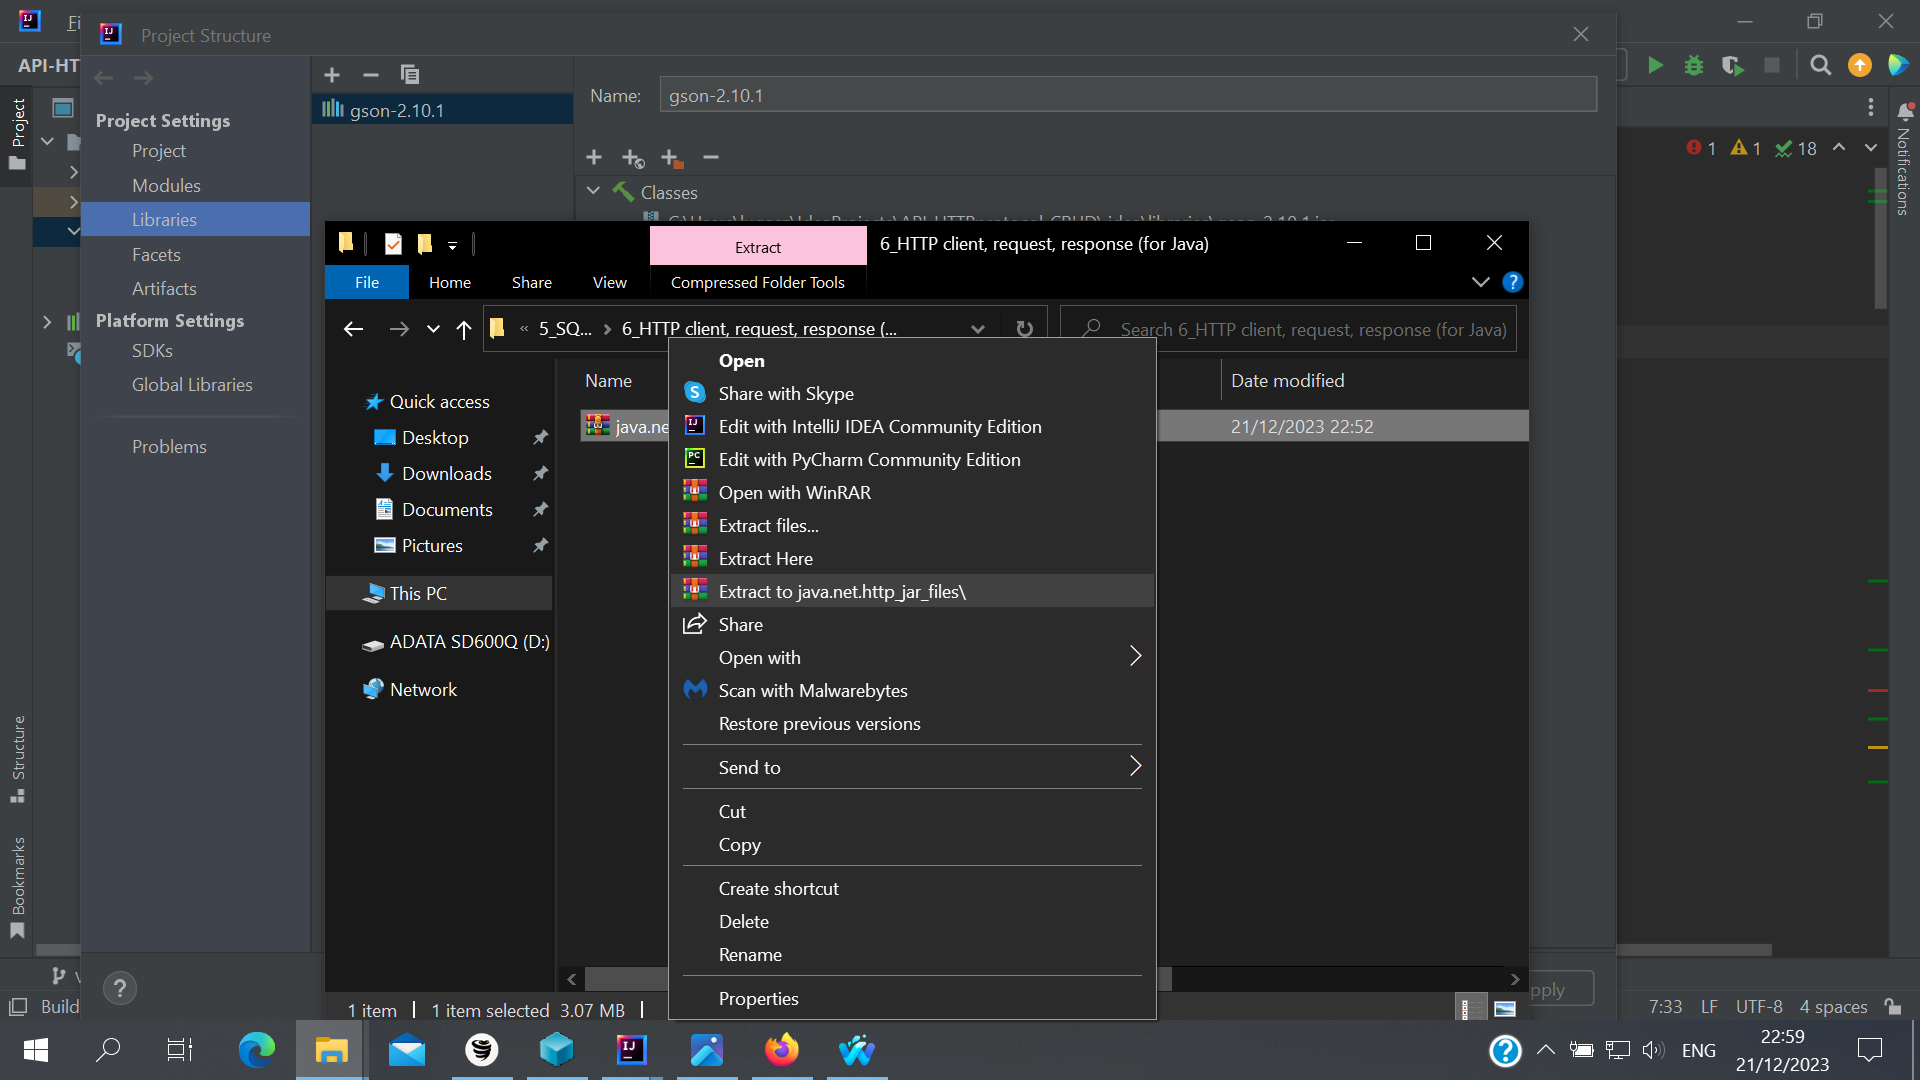 Fi
Project Structure
API-HT
Project
Project Settings
Project
Modules
Libraries
Facets
Artifacts
Platform Settings
SDKs
Global Libraries
Problems
gson-2.10.1
Name:
gson-2.10.1
Classes
1
1
18
Notifications
Extract
6_HTTP client, request, response (for Java)
File
Home
Share
View
Compressed Folder Tools
«
5_SQ...
6_HTTP client, request, response (...
Search 6_HTTP client, request, response (for Java)
Name
Date modified
java.ne
21/12/2023 22:52
Quick access
Desktop
Downloads
Documents
Pictures
This PC
ADATA SD600Q (D:)
Network
Open
Share with Skype
Edit with IntelliJ IDEA Community Edition
Edit with PyCharm Community Edition
Open with WinRAR
Extract files...
Extract Here
Extract to java.net.http_jar_files\
Share
Open with
Scan with Malwarebytes
Restore previous versions
Send to
Cut
Copy
Create shortcut
Delete
Rename
Properties
1 item
1 item selected 3.07 MB
Structure
Bookmarks
Build
pply
7:33
LF
UTF-8
4 spaces
ENG
22:59
21/12/2023